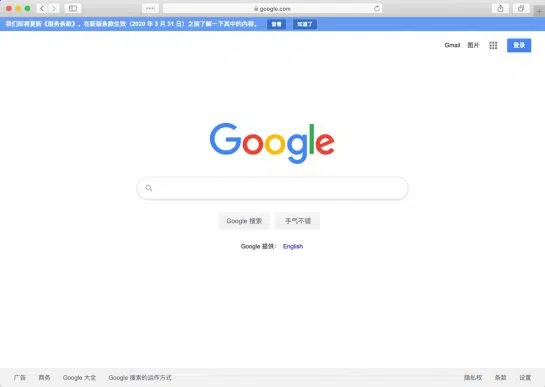 google.com
我们即将更新《服务条款》。在新版条款生效（2020 年 3 月 31 日）之前了解一下其中的内容。 查看 知道了
Gmail 图片 登录
Google
Google 搜索 手气不错
Google 提供： English
广告 商务 Google 大全 Google 搜索的运作方式 隐私权 条款 设置